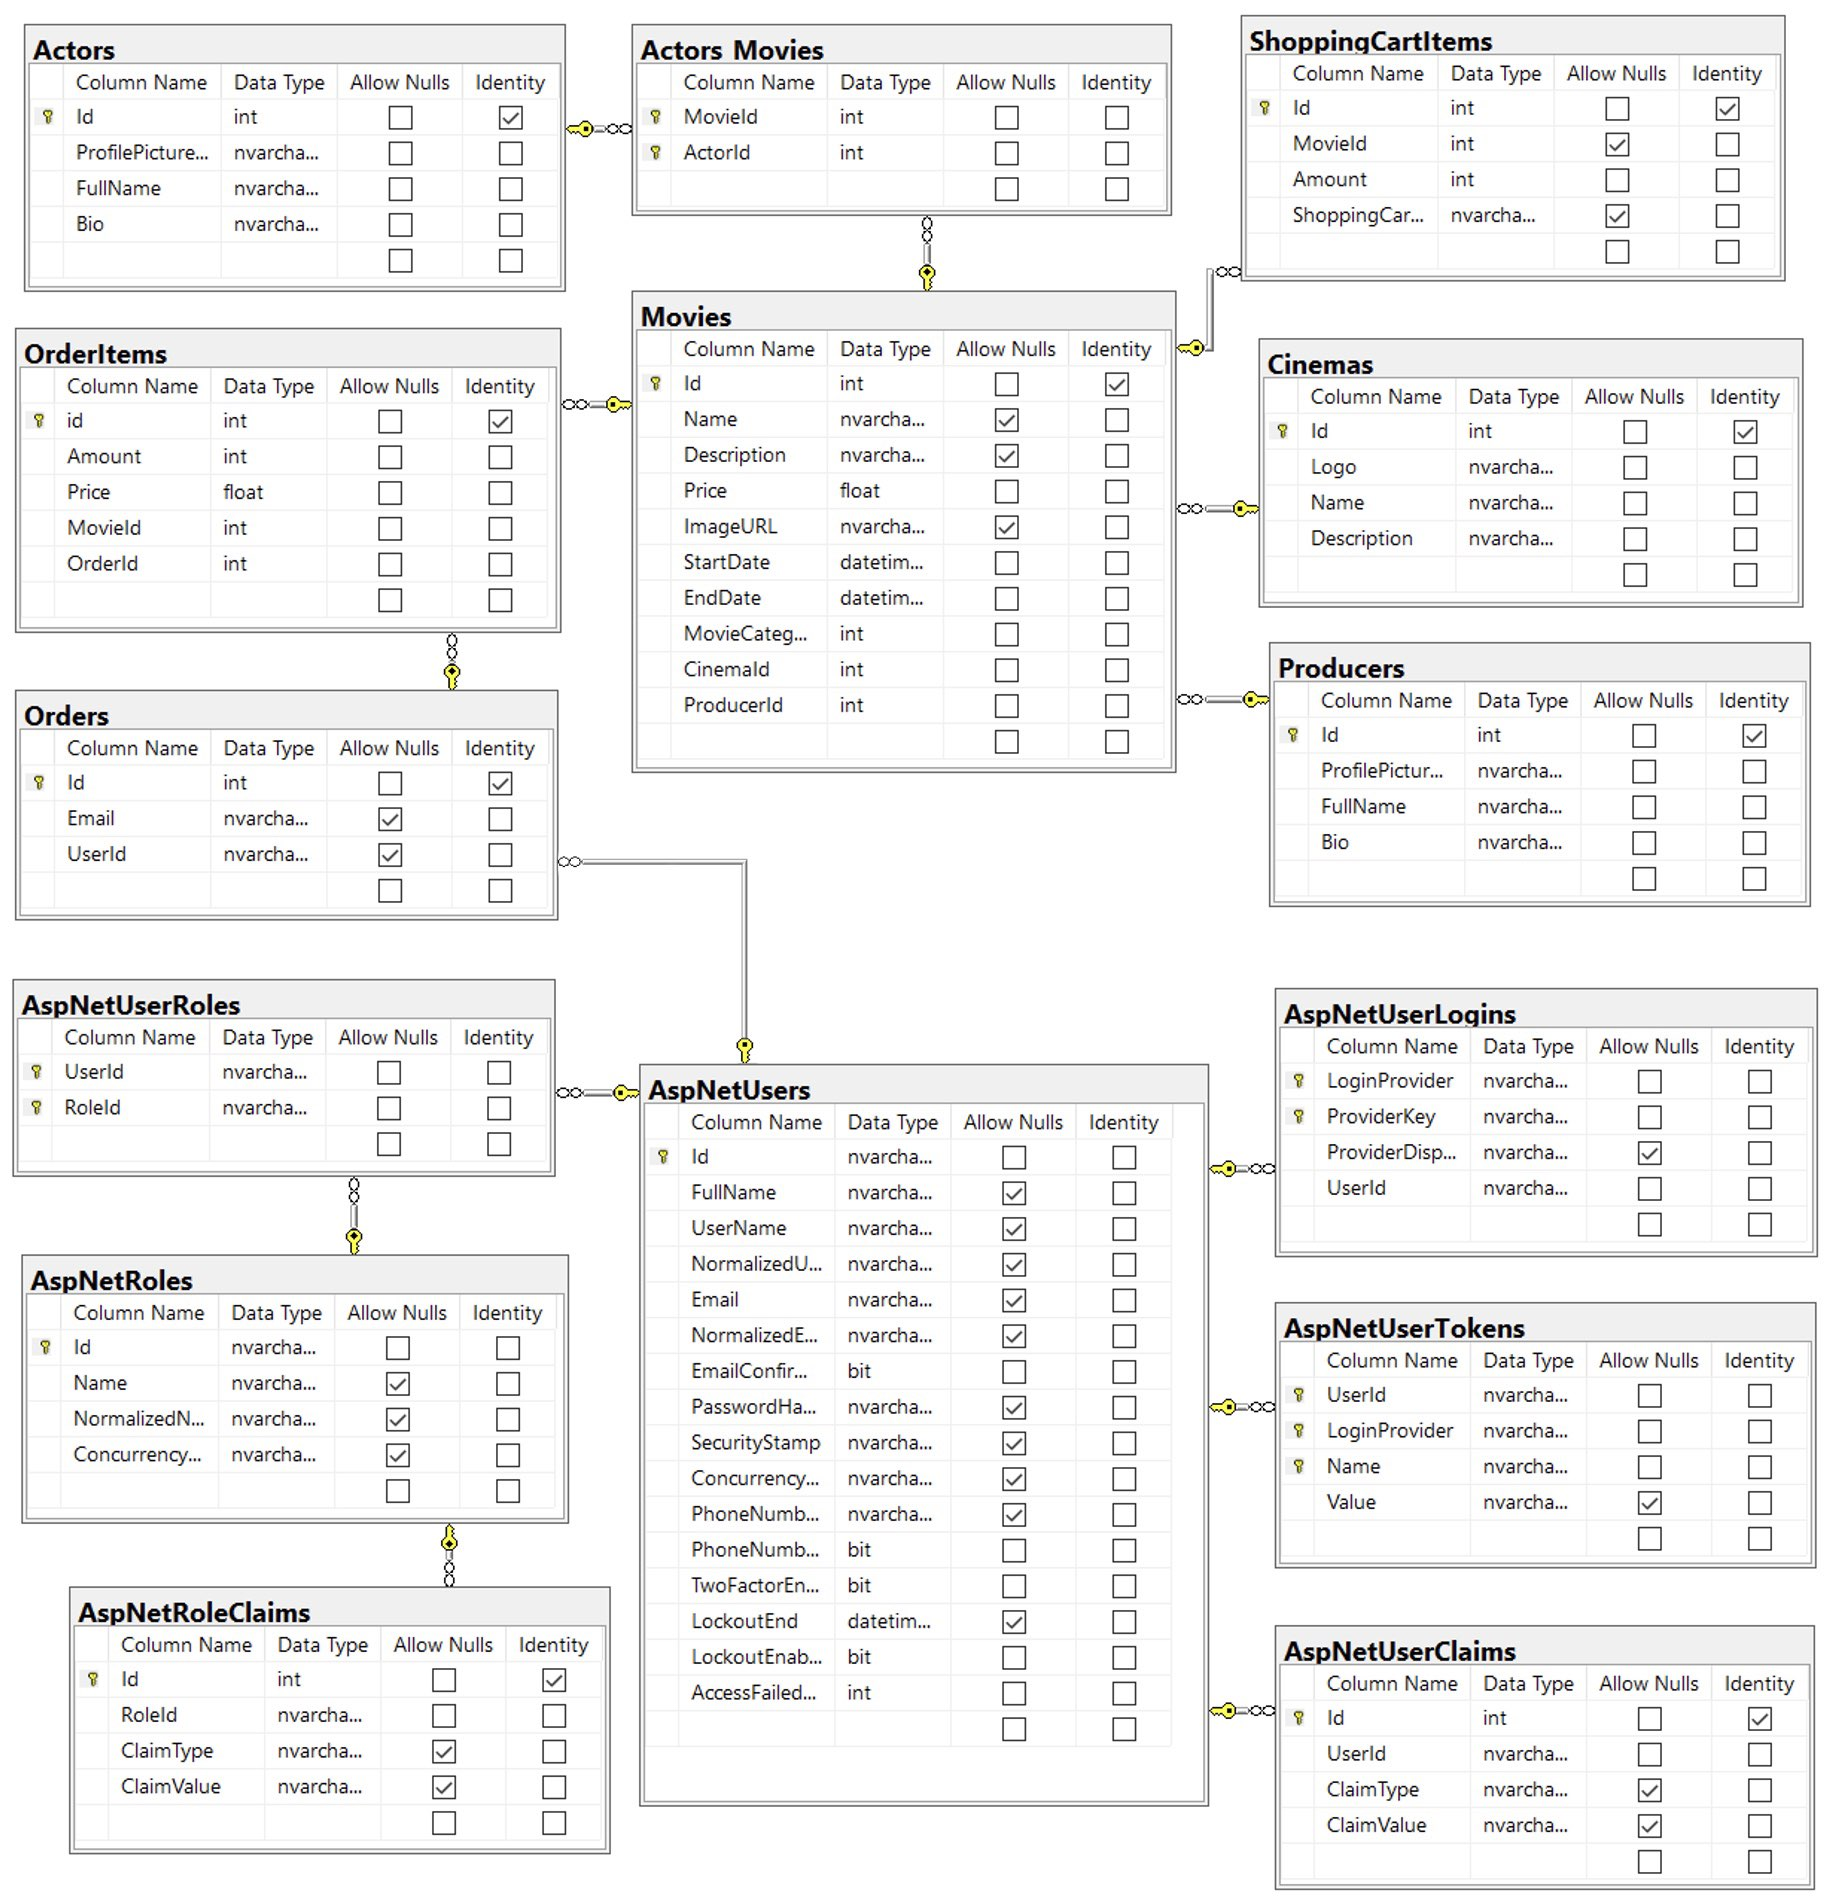 Actors
Column Name Data Type Allow Nulls Identity
Id int
ProfilePicture... nvarcha...
FullName nvarcha...
Bio nvarcha...
Actors_Movies
Column Name Data Type Allow Nulls Identity
MovieId int
ActorId int
ShoppingCartItems
Column Name Data Type Allow Nulls Identity
Id int
MovieId int
Amount int
ShoppingCar... nvarcha...
OrderItems
Column Name Data Type Allow Nulls Identity
id int
Amount int
Price float
MovieId int
OrderId int
Movies
Column Name Data Type Allow Nulls Identity
Id int
Name nvarcha...
Description nvarcha...
Price float
ImageURL nvarcha...
StartDate datetim...
EndDate datetim...
MovieCateg... int
CinemaId int
ProducerId int
Cinemas
Column Name Data Type Allow Nulls Identity
Id int
Logo nvarcha...
Name nvarcha...
Description nvarcha...
Producers
Column Name Data Type Allow Nulls Identity
Id int
ProfilePictur... nvarcha...
FullName nvarcha...
Bio nvarcha...
Orders
Column Name Data Type Allow Nulls Identity
Id int
Email nvarcha...
UserId nvarcha...
AspNetUserRoles
Column Name Data Type Allow Nulls Identity
UserId nvarcha...
RoleId nvarcha...
AspNetUsers
Column Name Data Type Allow Nulls Identity
Id nvarcha...
FullName nvarcha...
UserName nvarcha...
NormalizedU... nvarcha...
Email nvarcha...
NormalizedE... nvarcha...
EmailConfir... bit
PasswordHa... nvarcha...
SecurityStamp nvarcha...
Concurrency... nvarcha...
PhoneNumb... nvarcha...
PhoneNumb... bit
TwoFactorEn... bit
LockoutEnd datetim...
LockoutEnab... bit
AccessFailed... int
AspNetUserLogins
Column Name Data Type Allow Nulls Identity
LoginProvider nvarcha...
ProviderKey nvarcha...
ProviderDisp... nvarcha...
UserId nvarcha...
AspNetRoles
Column Name Data Type Allow Nulls Identity
Id nvarcha...
Name nvarcha...
NormalizedN... nvarcha...
Concurrency... nvarcha...
AspNetUserTokens
Column Name Data Type Allow Nulls Identity
UserId nvarcha...
LoginProvider nvarcha...
Name nvarcha...
Value nvarcha...
AspNetRoleClaims
Column Name Data Type Allow Nulls Identity
Id int
RoleId nvarcha...
ClaimType nvarcha...
ClaimValue nvarcha...
AspNetUserClaims
Column Name Data Type Allow Nulls Identity
Id int
UserId nvarcha...
ClaimType nvarcha...
ClaimValue nvarcha...